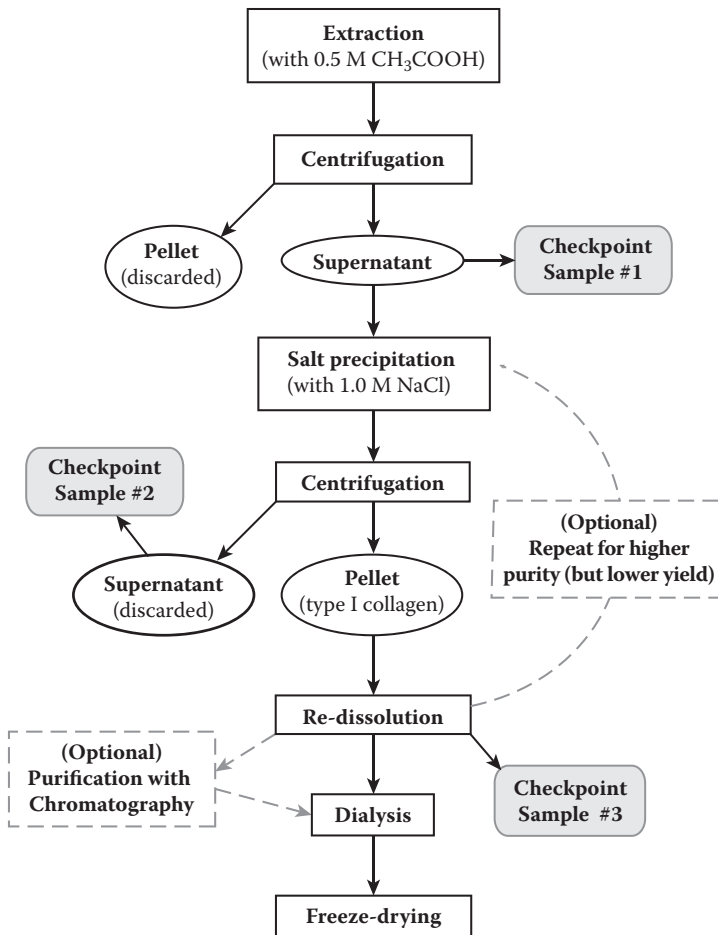 Extraction
(with 0.5 M CH₃COOH)
Centrifugation
Pellet
(discarded)
Supernatant
Checkpoint
Sample #1
Salt precipitation
(with 1.0 M NaCl)
Checkpoint
Sample #2
Centrifugation
(Optional)
Repeat for higher
purity (but lower yield)
Supernatant
(discarded)
Pellet
(type I collagen)
Re-dissolution
(Optional)
Purification with
Chromatography
Dialysis
Checkpoint
Sample #3
Freeze-drying